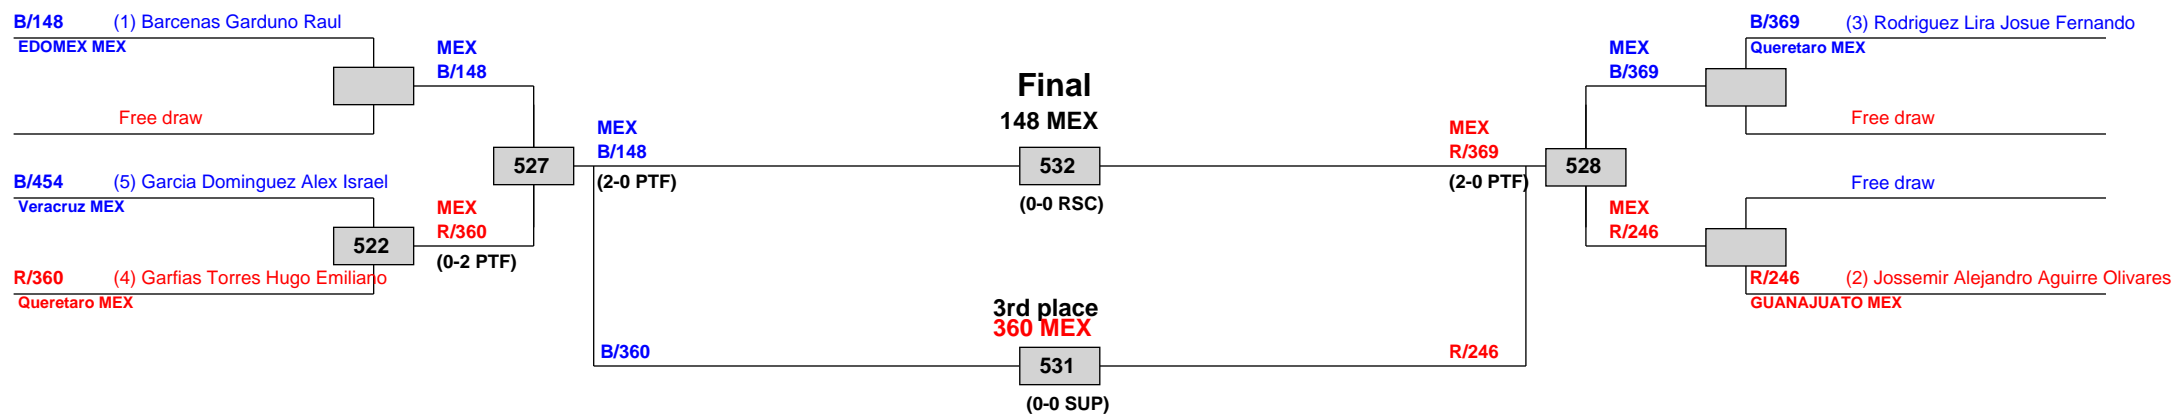 B/148 (1) Barcenas Garduno Raul
EDOMEX MEX
MEX
B/148
Free draw
B/454 (5) Garcia Dominguez Alex Israel
Veracruz MEX
MEX
R/360
522
(0-2 PTF)
R/360 (4) Garfias Torres Hugo Emiliano
Queretaro MEX
527
MEX
B/148
(2-0 PTF)
Final
148 MEX
532
(0-0 RSC)
3rd place
360 MEX
B/360
531
R/246
(0-0 SUP)
MEX
R/369
(2-0 PTF)
528
B/369 (3) Rodriguez Lira Josue Fernando
Queretaro MEX
MEX
B/369
Free draw
Free draw
MEX
R/246
R/246 (2) Jossemir Alejandro Aguirre Olivares
GUANAJUATO MEX